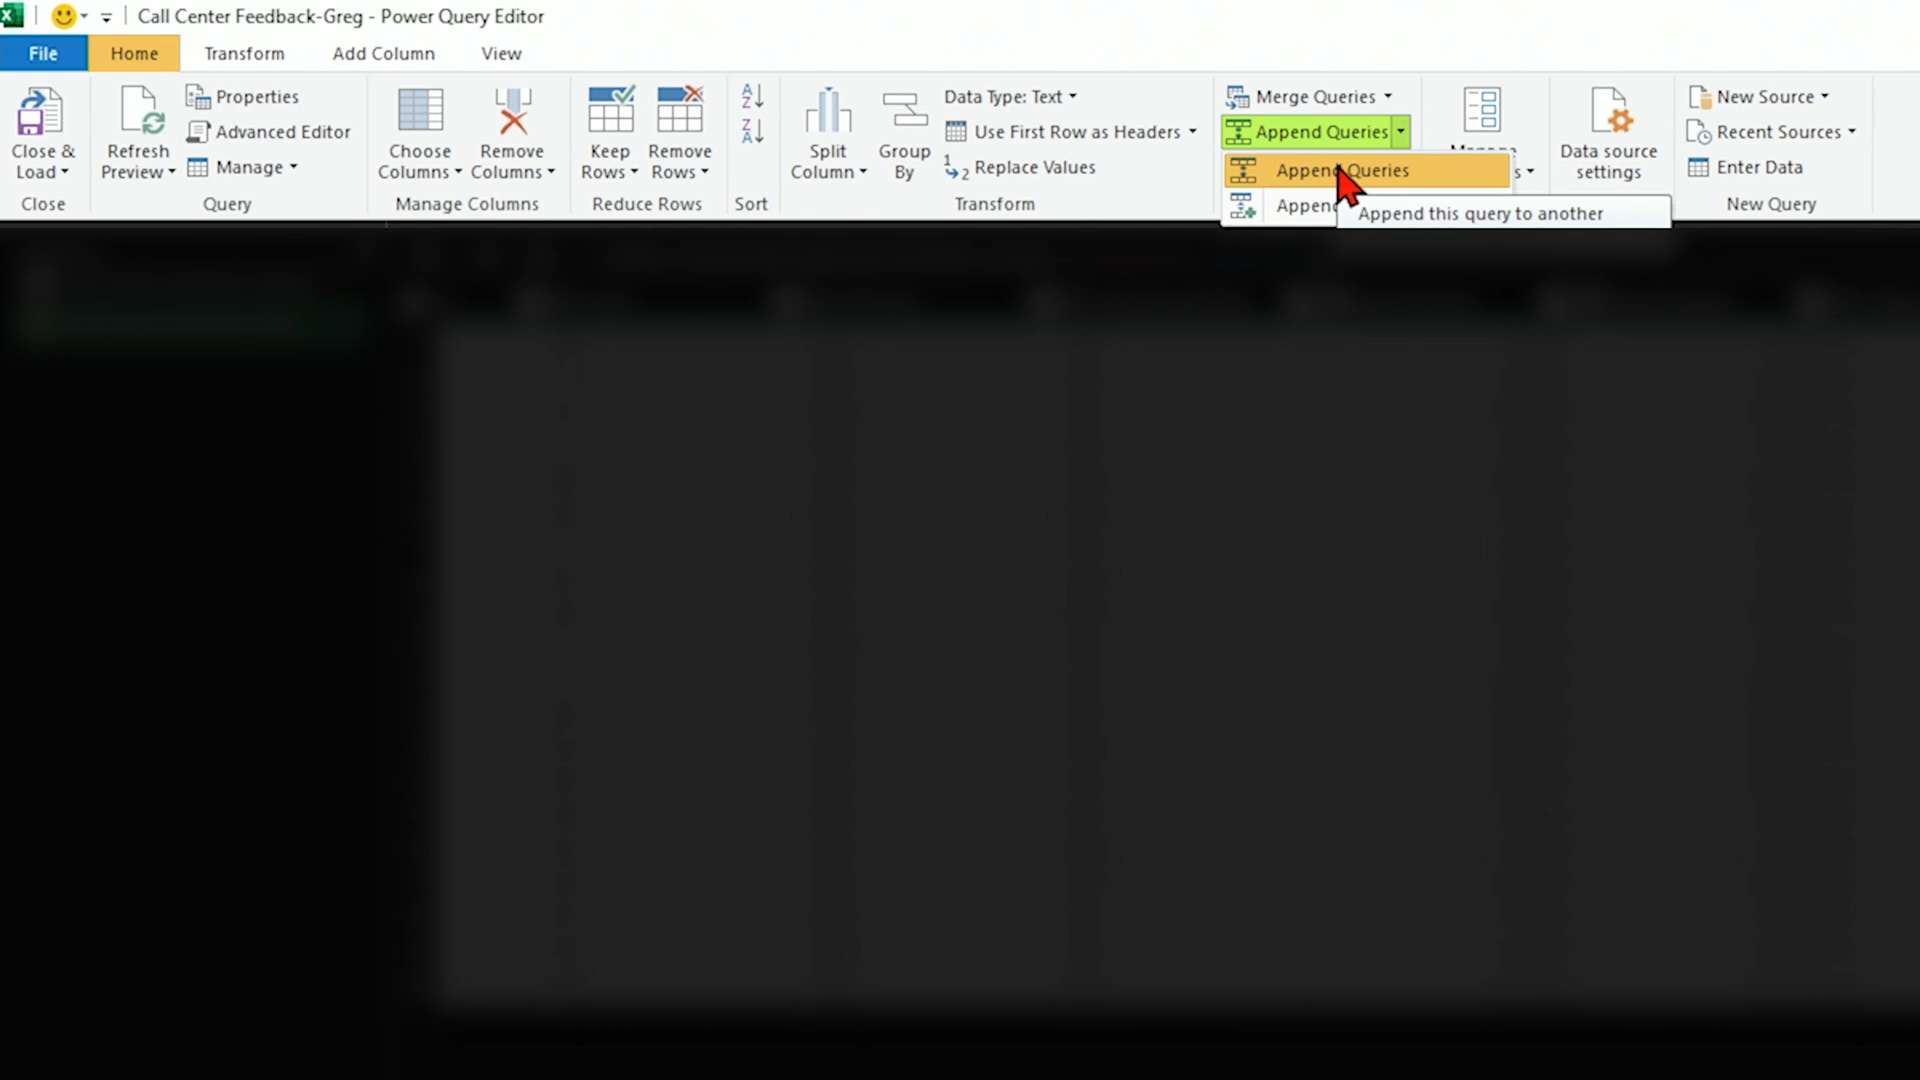 Call Center Feedback-Greg - Power Query Editor
File
Home
Transform
Add Column
View
Close &
Load
Close
Refresh
Preview
Properties
Advanced Editor
Manage
Query
Choose
Columns
Remove
Columns
Manage Columns
Keep
Rows
Remove
Rows
Reduce Rows
Sort
Split
Column
Group
By
Data Type: Text
Use First Row as Headers
Replace Values
Transform
Merge Queries
Append Queries
Append Queries
Append this query to another
Data source
settings
New Source
Recent Sources
Enter Data
New Query